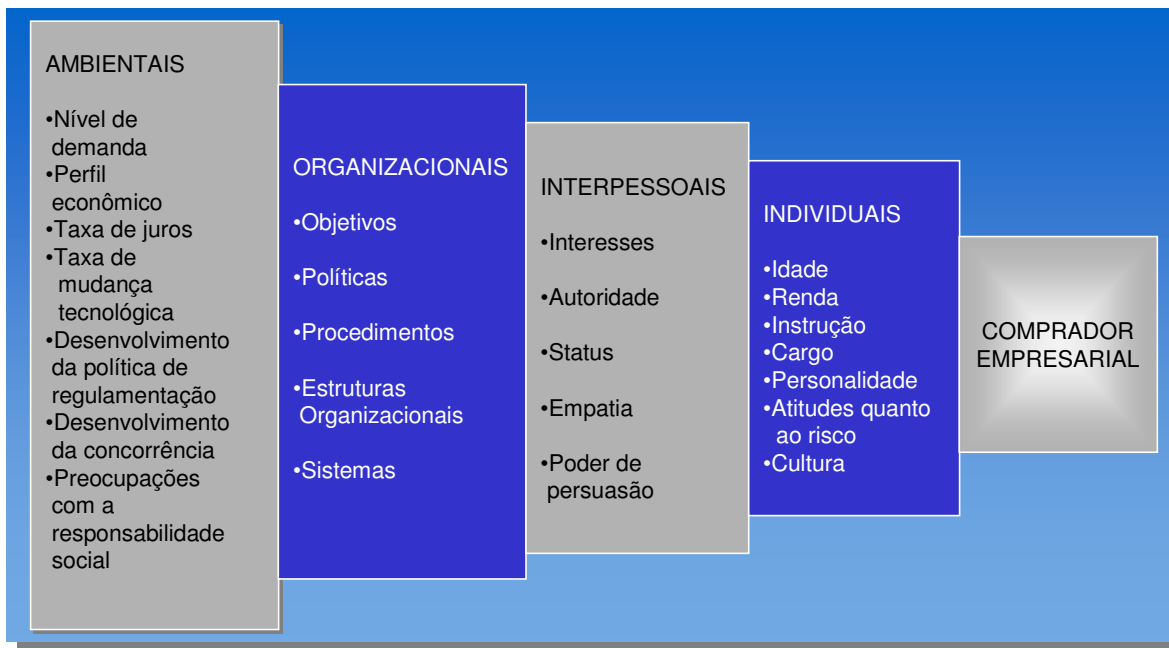 AMBIENTAIS
•Nível de
demanda
•Perfil
econômico
•Taxa de juros
•Taxa de
mudança
tecnológica
•Desenvolvimento
da política de
regulamentação
•Desenvolvimento
da concorrência
•Preocupações
com a
responsabilidade
social
ORGANIZACIONAIS
•Objetivos
•Políticas
•Procedimentos
•Estruturas
Organizacionais
•Sistemas
INTERPESSOAIS
•Interesses
•Autoridade
•Status
•Empatia
•Poder de
persuasão
INDIVIDUAIS
•Idade
•Renda
•Instrução
•Cargo
•Personalidade
•Atitudes quanto
ao risco
•Cultura
COMPRADOR
EMPRESARIAL